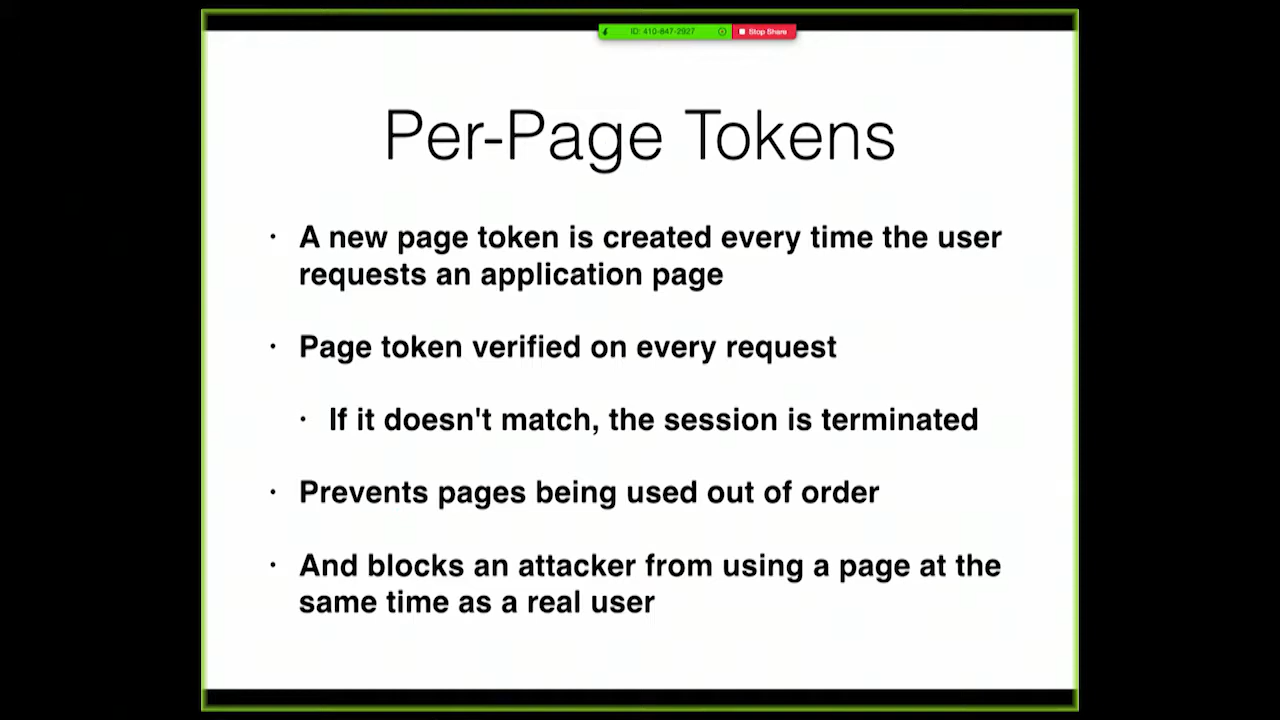 ID: 410-847-2927 Stop Share
Per-Page Tokens
· A new page token is created every time the user
requests an application page
· Page token verified on every request
· If it doesn't match, the session is terminated
· Prevents pages being used out of order
· And blocks an attacker from using a page at the
same time as a real user